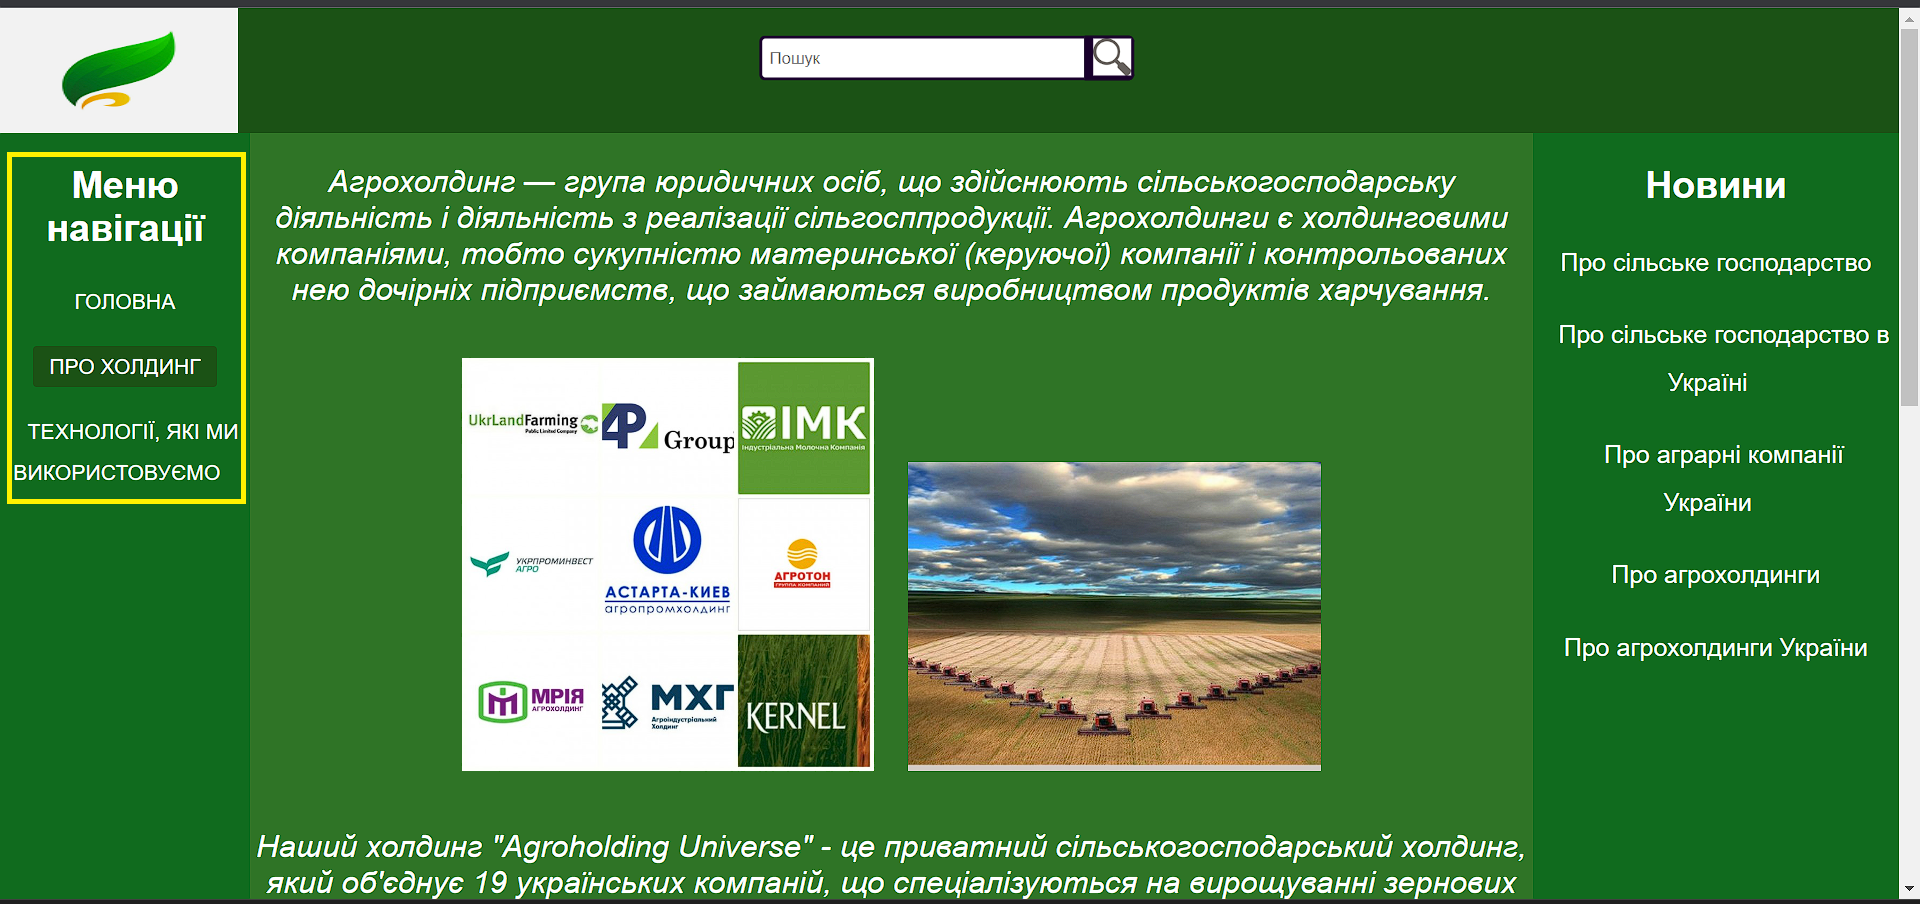 Пошук
Меню
навігації
ГОЛОВНА
ПРО ХОЛДИНГ
ТЕХНОЛОГІЇ, ЯКІ МИ
ВИКОРИСТОВУЄМО
Агрохолдинг — група юридичних осіб, що здійснюють сільськогосподарську
діяльність і діяльність з реалізації сільгосппродукції. Агрохолдинги є холдинговими
компаніями, тобто сукупністю материнської (керуючої) компанії і контрольованих
нею дочірніх підприємств, що займаються виробництвом продуктів харчування.
UkrLandFarming
Public Limited Company
4P
Group
ІМК
Індустріальна Молочна Компанія
УКРПРОМИНВЕСТ
АГРО
АСТАРТА-КИЕВ
агропромхолдинг
АГРОТОН
ГРУППА КОМПАНИЙ
МРІЯ
АГРОХОЛДИНГ
МХГ
Агроіндустріальний
Холдинг
KERNEL
Наший холдинг "Agroholding Universe" - це приватний сільськогосподарський холдинг,
який об'єднує 19 українських компаній, що спеціалізуються на вирощуванні зернових
Новини
Про сільське господарство
Про сільське господарство в
Україні
Про аграрні компанії
України
Про агрохолдинги
Про агрохолдинги України